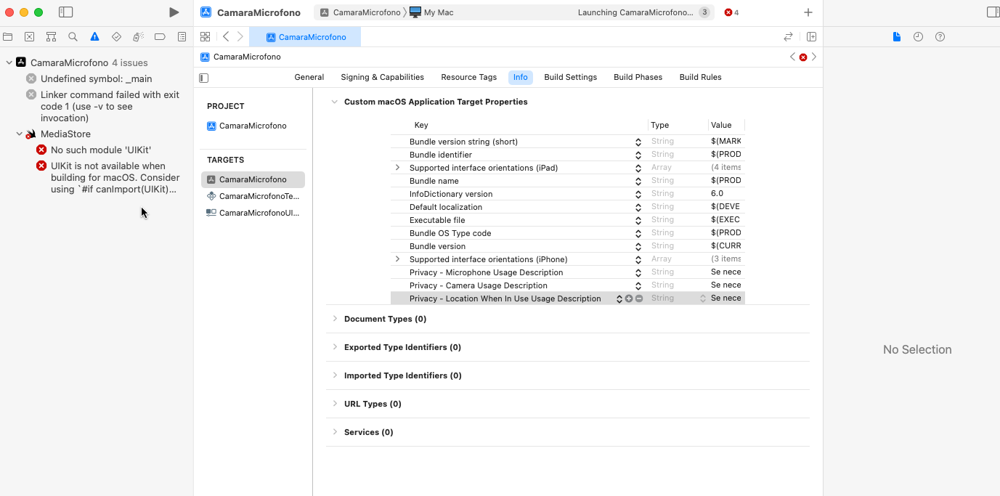 CamaraMicrofono
CamaraMicrofono
My Mac
Launching CamaraMicrofono...
3
4
CamaraMicrofono
CamaraMicrofono
CamaraMicrofono 4 issues
Undefined symbol: _main
Linker command failed with exit
code 1 (use -v to see
invocation)
MediaStore
No such module 'UIKit'
UIKit is not available when
building for macOS. Consider
using `#if canImport(UIKit)...
General
Signing & Capabilities
Resource Tags
Info
Build Settings
Build Phases
Build Rules
PROJECT
CamaraMicrofono
TARGETS
CamaraMicrofono
CamaraMicrofonoTe...
CamaraMicrofonoUI...
Custom macOS Application Target Properties
Key Type Value
Bundle version string (short) String $(MARK
Bundle identifier String $(PROD
Supported interface orientations (iPad) Array (4 items
Bundle name String $(PROD
InfoDictionary version String 6.0
Default localization String $(DEVE
Executable file String $(EXEC
Bundle OS Type code String $(PROD
Bundle version String $(CURR
Supported interface orientations (iPhone) Array (3 items
Privacy - Microphone Usage Description String Se nece
Privacy - Camera Usage Description String Se nece
Privacy - Location When In Use Usage Description String Se nece
Document Types (0)
Exported Type Identifiers (0)
Imported Type Identifiers (0)
URL Types (0)
Services (0)
No Selection